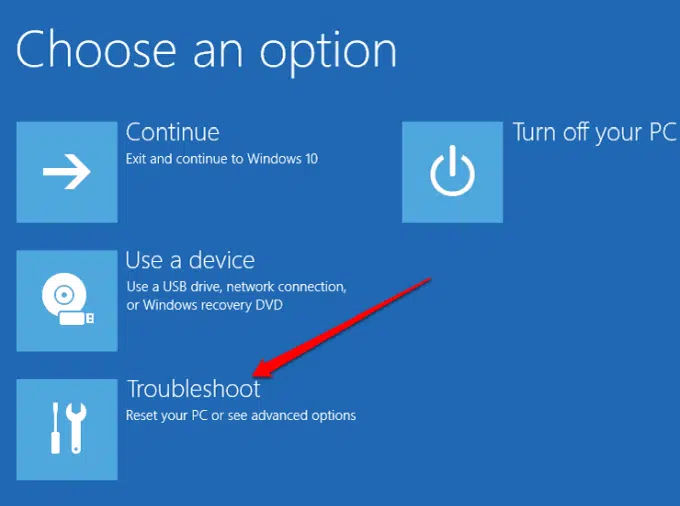 Choose an option
Continue
Exit and continue to Windows 10
Turn off your PC
Use a device
Use a USB drive, network connection,
or Windows recovery DVD
Troubleshoot
Reset your PC or see advanced options